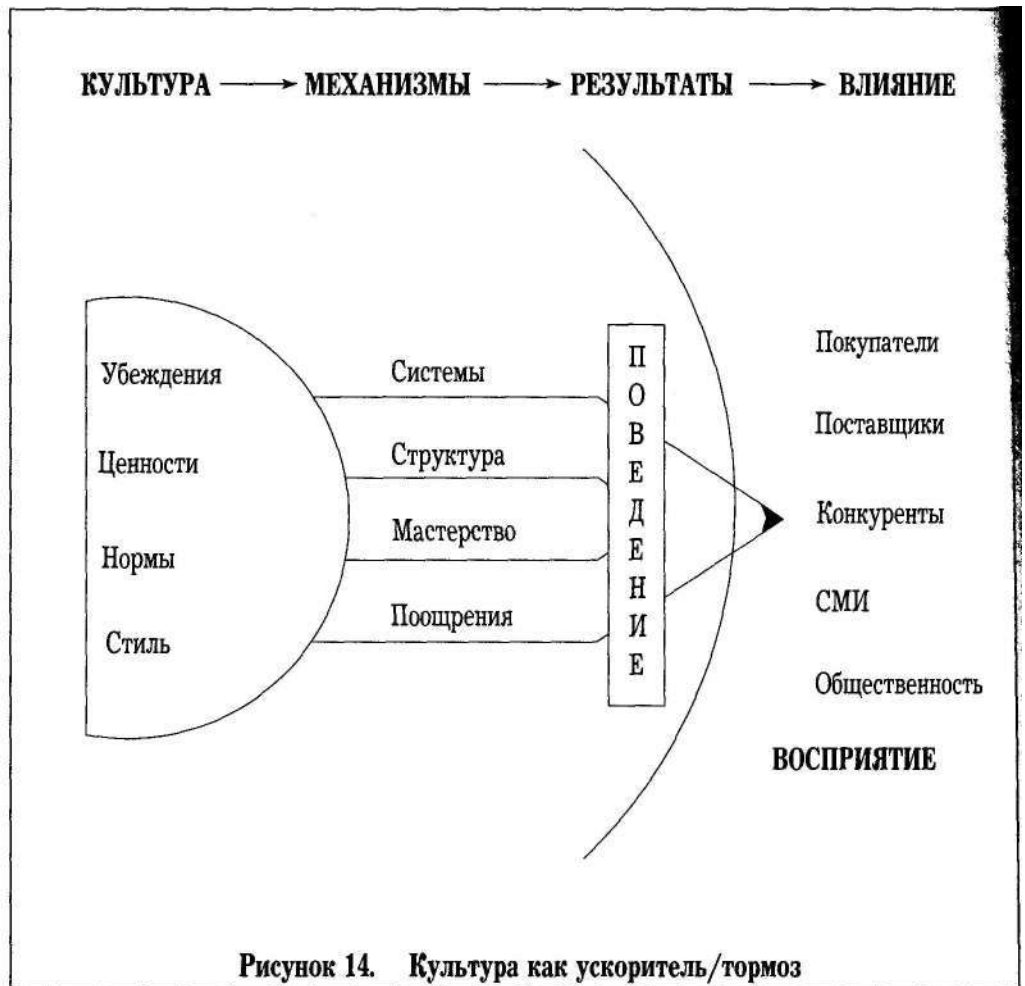 КУЛЬТУРА → МЕХАНИЗМЫ → РЕЗУЛЬТАТЫ → ВЛИЯНИЕ
Убеждения
Ценности
Нормы
Стиль
Системы
Структура
Мастерство
Поощрения
ПОВЕДЕНИЕ
Покупатели
Поставщики
Конкуренты
СМИ
Общественность
ВОСПРИЯТИЕ
Рисунок 14. Культура как ускоритель/тормоз